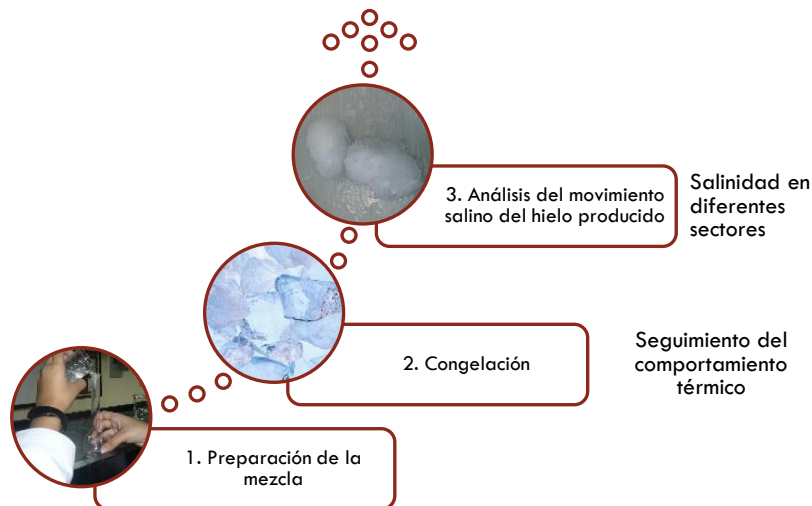 3. Análisis del movimiento
salino del hielo producido
Salinidad en
diferentes
sectores
2. Congelación
Seguimiento del
comportamiento
térmico
1. Preparación de la
mezcla